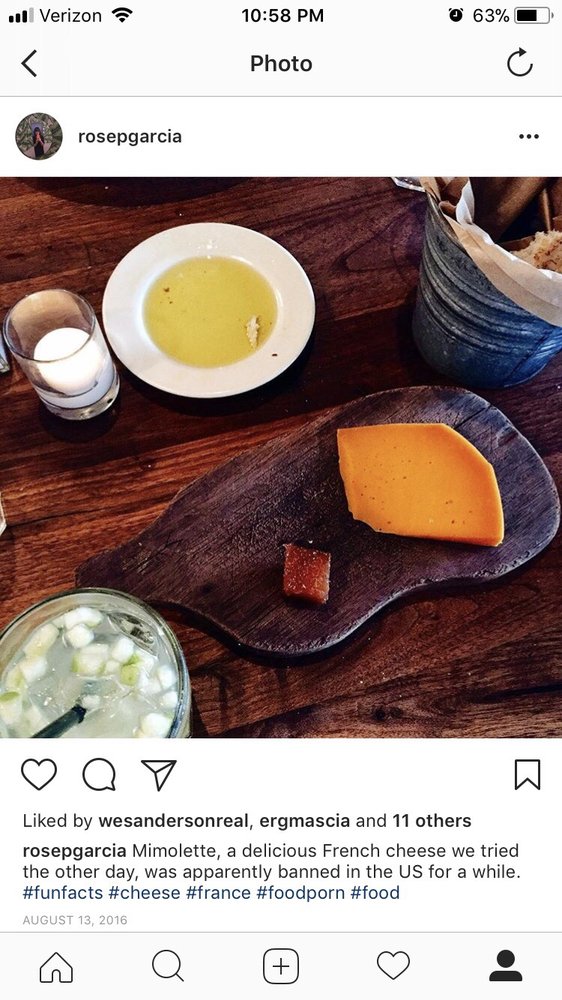 Verizon 10:58 PM 63%
Photo
rosepgarcia
Liked by wesandersonreal, ergmascia and 11 others
rosepgarcia Mimolette, a delicious French cheese we tried
the other day, was apparently banned in the US for a while.
#funfacts #cheese #france #foodporn #food
AUGUST 13, 2016